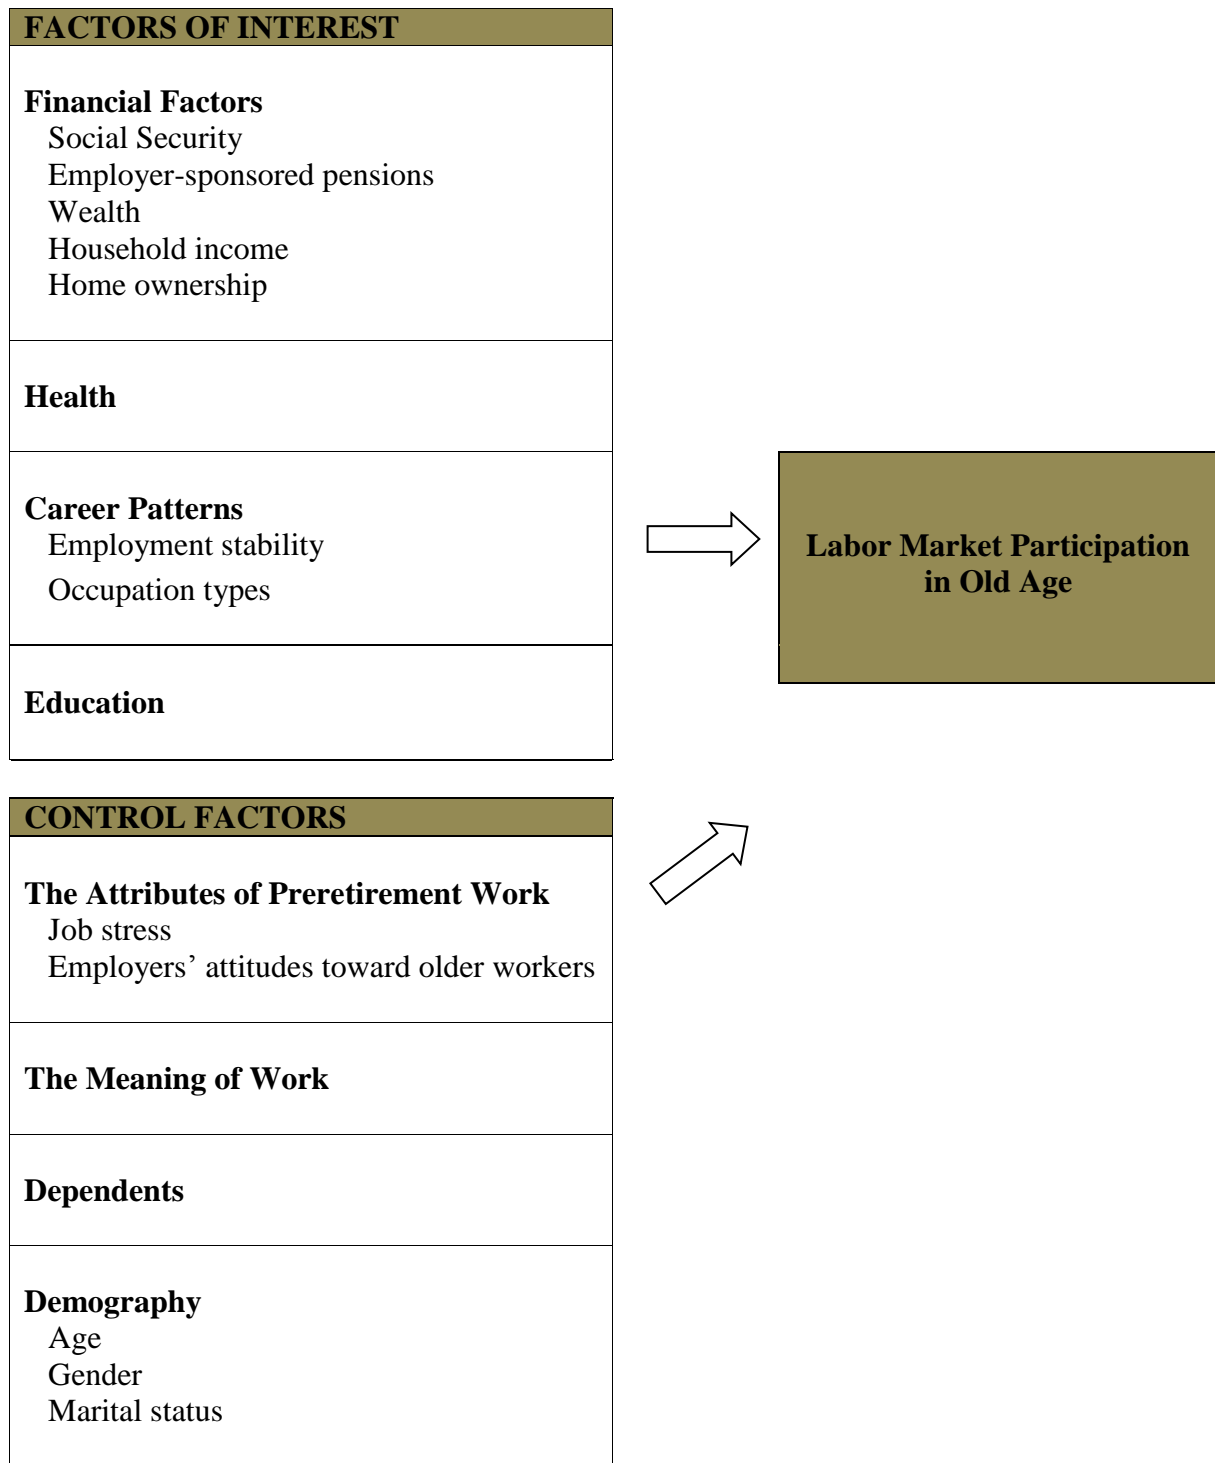 FACTORS OF INTEREST
Financial Factors
Social Security
Employer-sponsored pensions
Wealth
Household income
Home ownership
Health
Career Patterns
Employment stability
Occupation types
Education
Labor Market Participation
in Old Age
CONTROL FACTORS
The Attributes of Preretirement Work
Job stress
Employers’ attitudes toward older workers
The Meaning of Work
Dependents
Demography
Age
Gender
Marital status